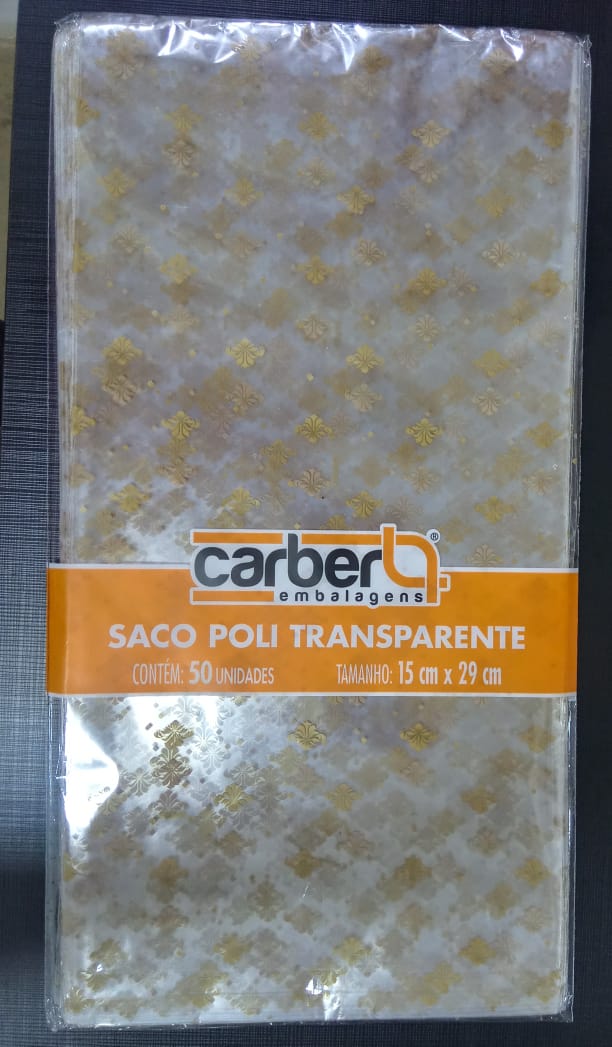 carber ®
embalagens
SACO POLI TRANSPARENTE
CONTÉM: 50 UNIDADES TAMANHO: 15 cm x 29 cm